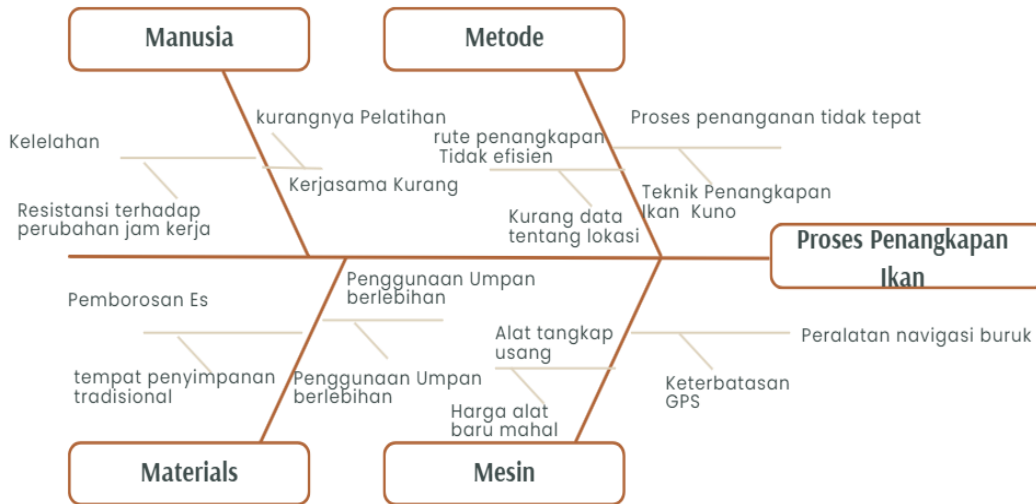 Manusia
Metode
kurangnya Pelatihan
Proses penanganan tidak tepat
Kelelahan
rute penangkapan
Tidak efisien
Kerjasama Kurang
Teknik Penangkapan
Ikan Kuno
Resistansi terhadap
perubahan jam kerja
Kurang data
tentang lokasi
Proses Penangkapan
Ikan
Pemborosan Es
Penggunaan Umpan
berlebihan
Alat tangkap
usang
Peralatan navigasi buruk
tempat penyimpanan
tradisional
Penggunaan Umpan
berlebihan
Keterbatasan
GPS
Harga alat
baru mahal
Materials
Mesin